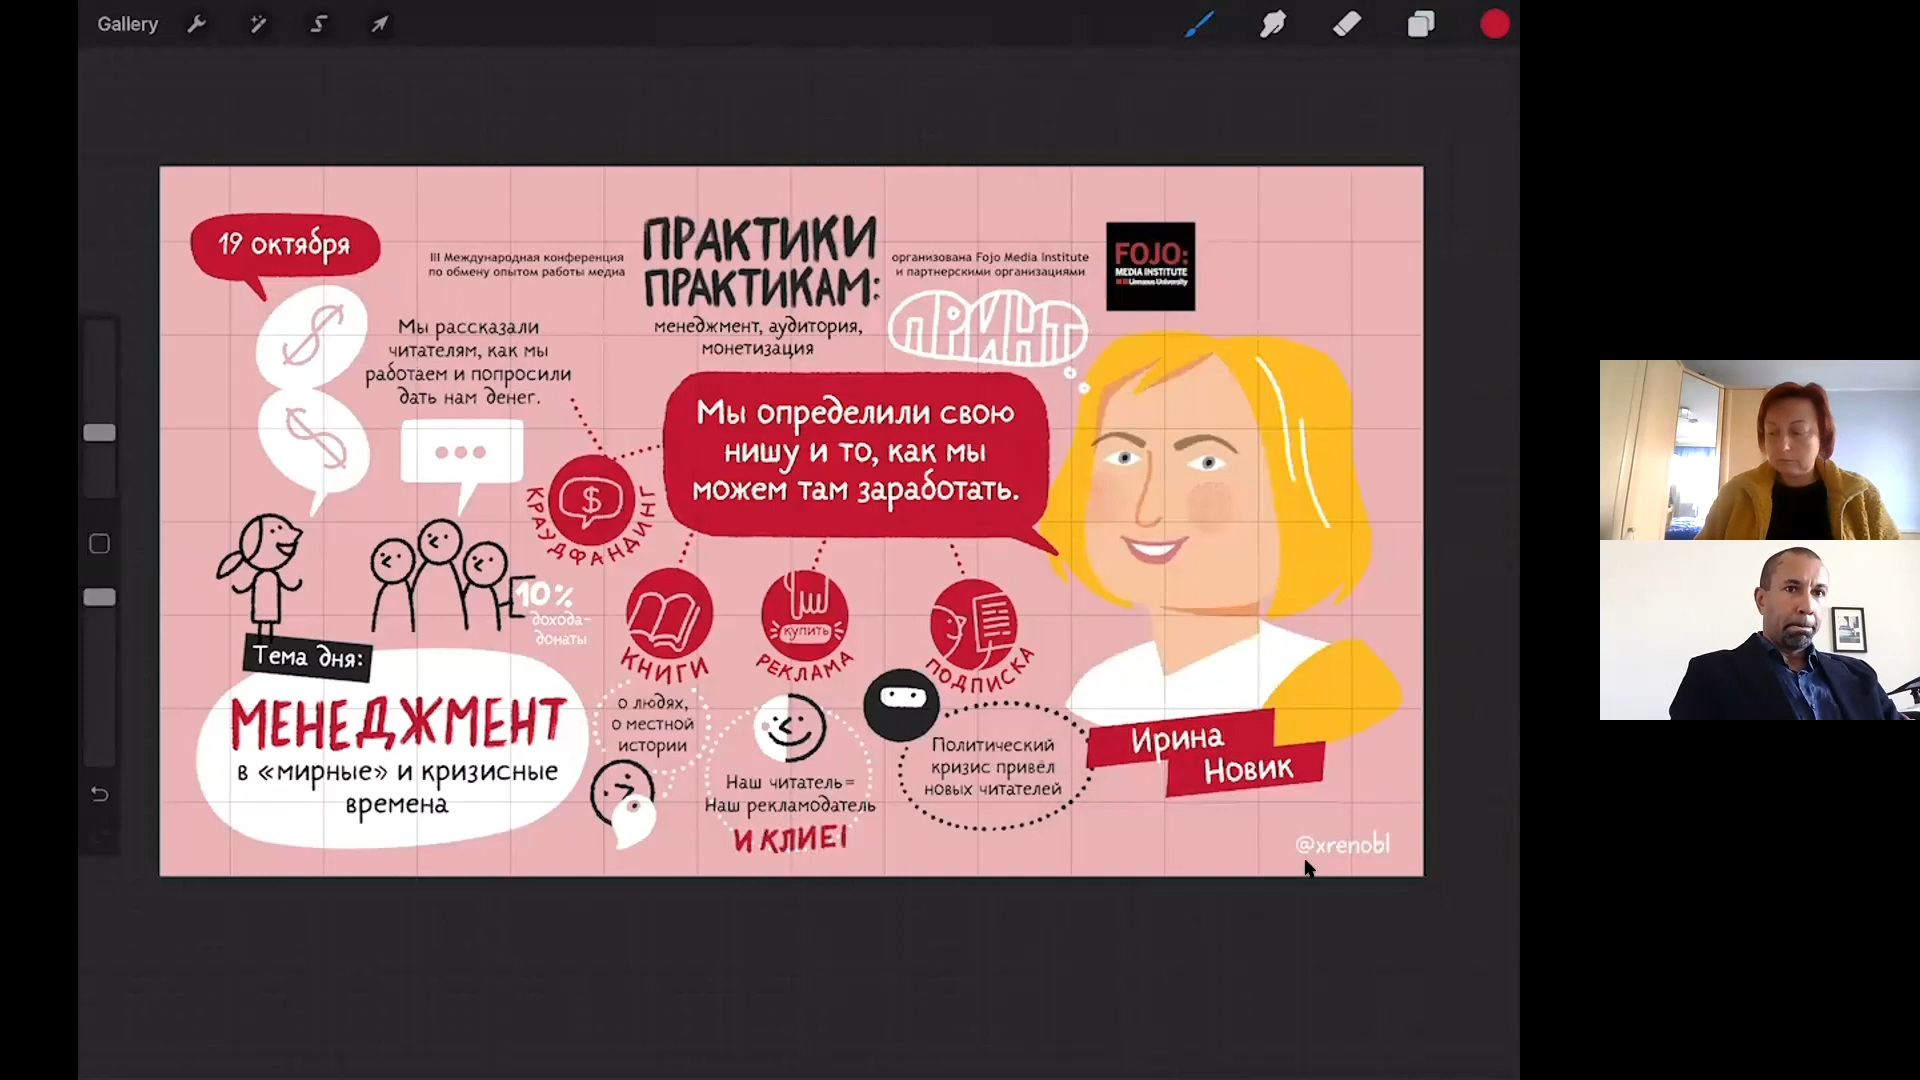 Gallery
19 октября
III Международная конференция
по обмену опытом работы медиа
ПРАКТИКИ
ПРАКТИКАМ:
менеджмент, аудитория,
монетизация
организована Fojo Media Institute
и партнерскими организациями
FOJO:
MEDIA INSTITUTE
Linnaeus University
ПРИНТ
Мы рассказали
читателям, как мы
работаем и попросили
дать нам денег.
Мы определили свою
нишу и то, как мы
можем там заработать.
$
$
$
КРАУДФАНДИНГ
10%
дохода-
донаты
КНИГИ
купить
РЕКЛАМА
ПОДПИСКА
Тема дня:
МЕНЕДЖМЕНТ
в «мирные» и кризисные
времена
о людях,
о местной
истории
Наш читатель=
Наш рекламодатель
И КЛИЕ
Политический
кризис привёл
новых читателей
Ирина
Новик
@xrenobl